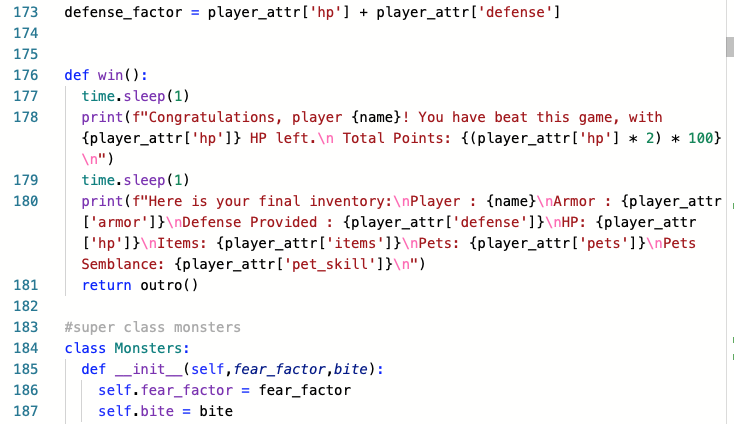 173 defense_factor = player_attr['hp'] + player_attr['defense']
174
175
176 def win():
177 time.sleep(1)
178 print(f"Congratulations, player {name}! You have beat this game, with
{player_attr['hp']} HP left.\n Total Points: {(player_attr['hp'] * 2) * 100}
\n")
179 time.sleep(1)
180 print(f"Here is your final inventory:\nPlayer : {name}\nArmor : {player_attr
['armor']}\nDefense Provided : {player_attr['defense']}\nHP: {player_attr
['hp']}\nItems: {player_attr['items']}\nPets: {player_attr['pets']}\nPets
Semblance: {player_attr['pet_skill']}\n")
181 return outro()
182
183 #super class monsters
184 class Monsters:
185 def __init__(self,fear_factor,bite):
186 self.fear_factor = fear_factor
187 self.bite = bite